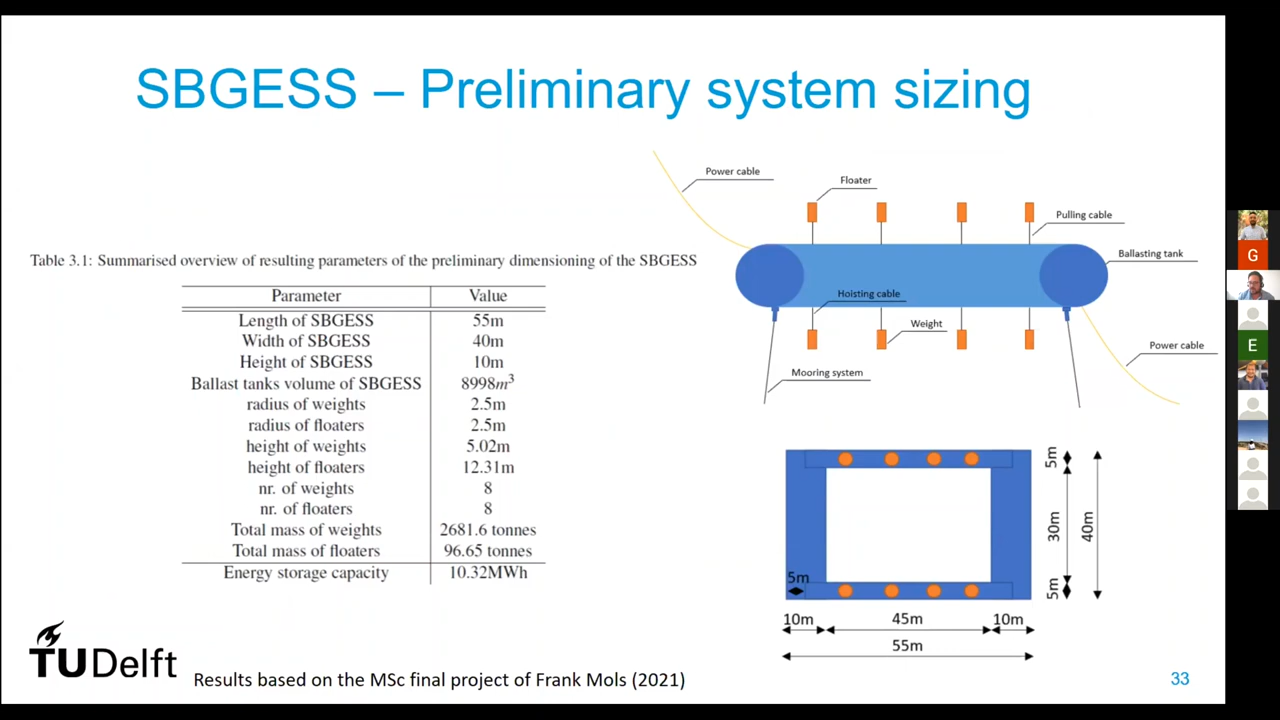 SBGESS – Preliminary system sizing
Table 3.1: Summarised overview of resulting parameters of the preliminary dimensioning of the SBGESS
Parameter Value
Length of SBGESS 55m
Width of SBGESS 40m
Height of SBGESS 10m
Ballast tanks volume of SBGESS 8998m³
radius of weights 2.5m
radius of floaters 2.5m
height of weights 5.02m
height of floaters 12.31m
nr. of weights 8
nr. of floaters 8
Total mass of weights 2681.6 tonnes
Total mass of floaters 96.65 tonnes
Energy storage capacity 10.32MWh
Power cable
Floater
Pulling cable
Ballasting tank
Hoisting cable
Weight
Mooring system
Power cable
5m
30m
40m
5m
5m
10m 45m 10m
55m
TUDelft
Results based on the MSc final project of Frank Mols (2021)
33
G
E